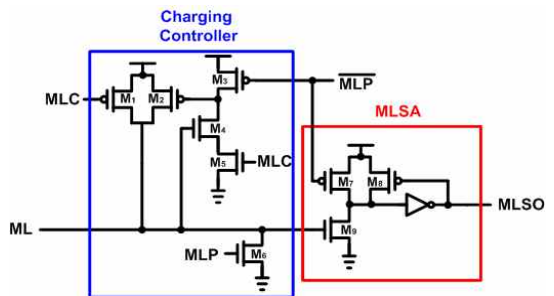 Charging
Controller
M3
MLC
M1
M2
MLP
MLSA
M4
M5
MLC
M7
M8
ML
M9
MLSO
MLP
M6